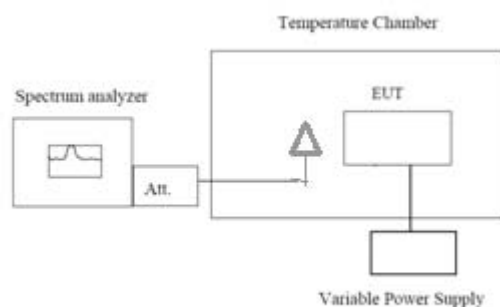 Temperature Chamber
Spectrum analyzer
EUT
Att.
Variable Power Supply